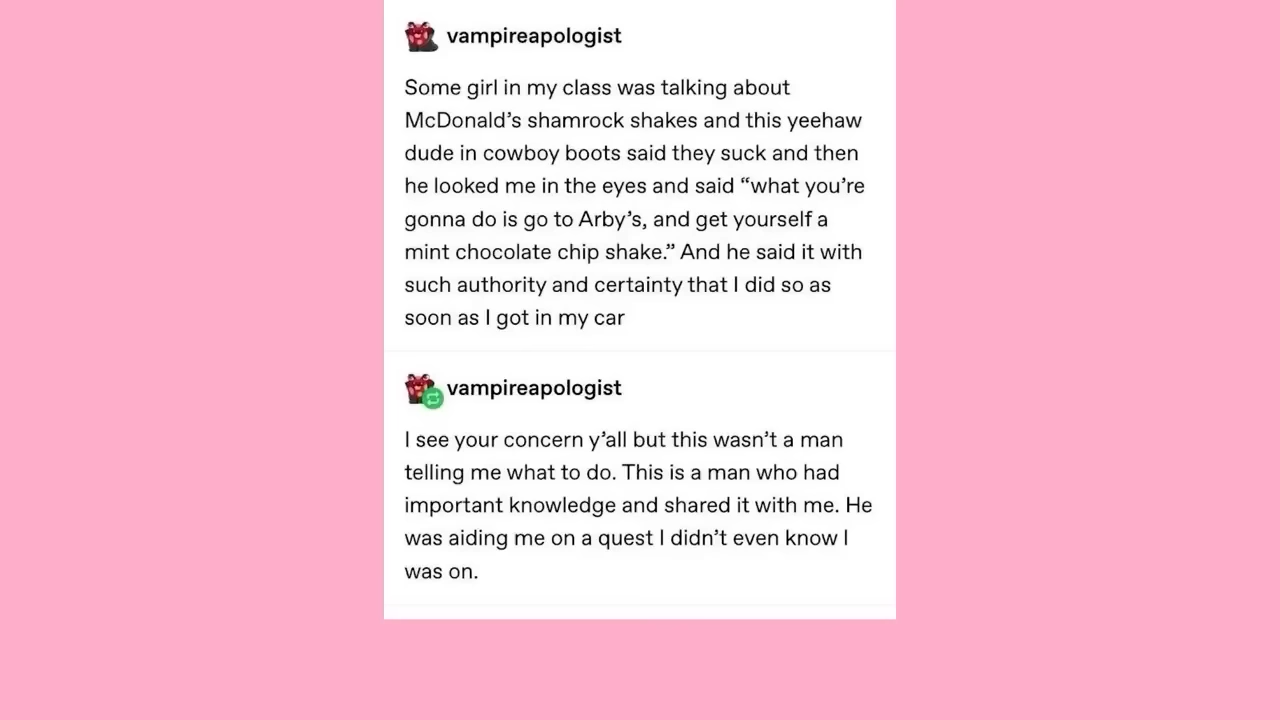 vampireapologist
Some girl in my class was talking about
McDonald’s shamrock shakes and this yeehaw
dude in cowboy boots said they suck and then
he looked me in the eyes and said “what you’re
gonna do is go to Arby’s, and get yourself a
mint chocolate chip shake.” And he said it with
such authority and certainty that I did so as
soon as I got in my car
vampireapologist
I see your concern y’all but this wasn’t a man
telling me what to do. This is a man who had
important knowledge and shared it with me. He
was aiding me on a quest I didn’t even know I
was on.